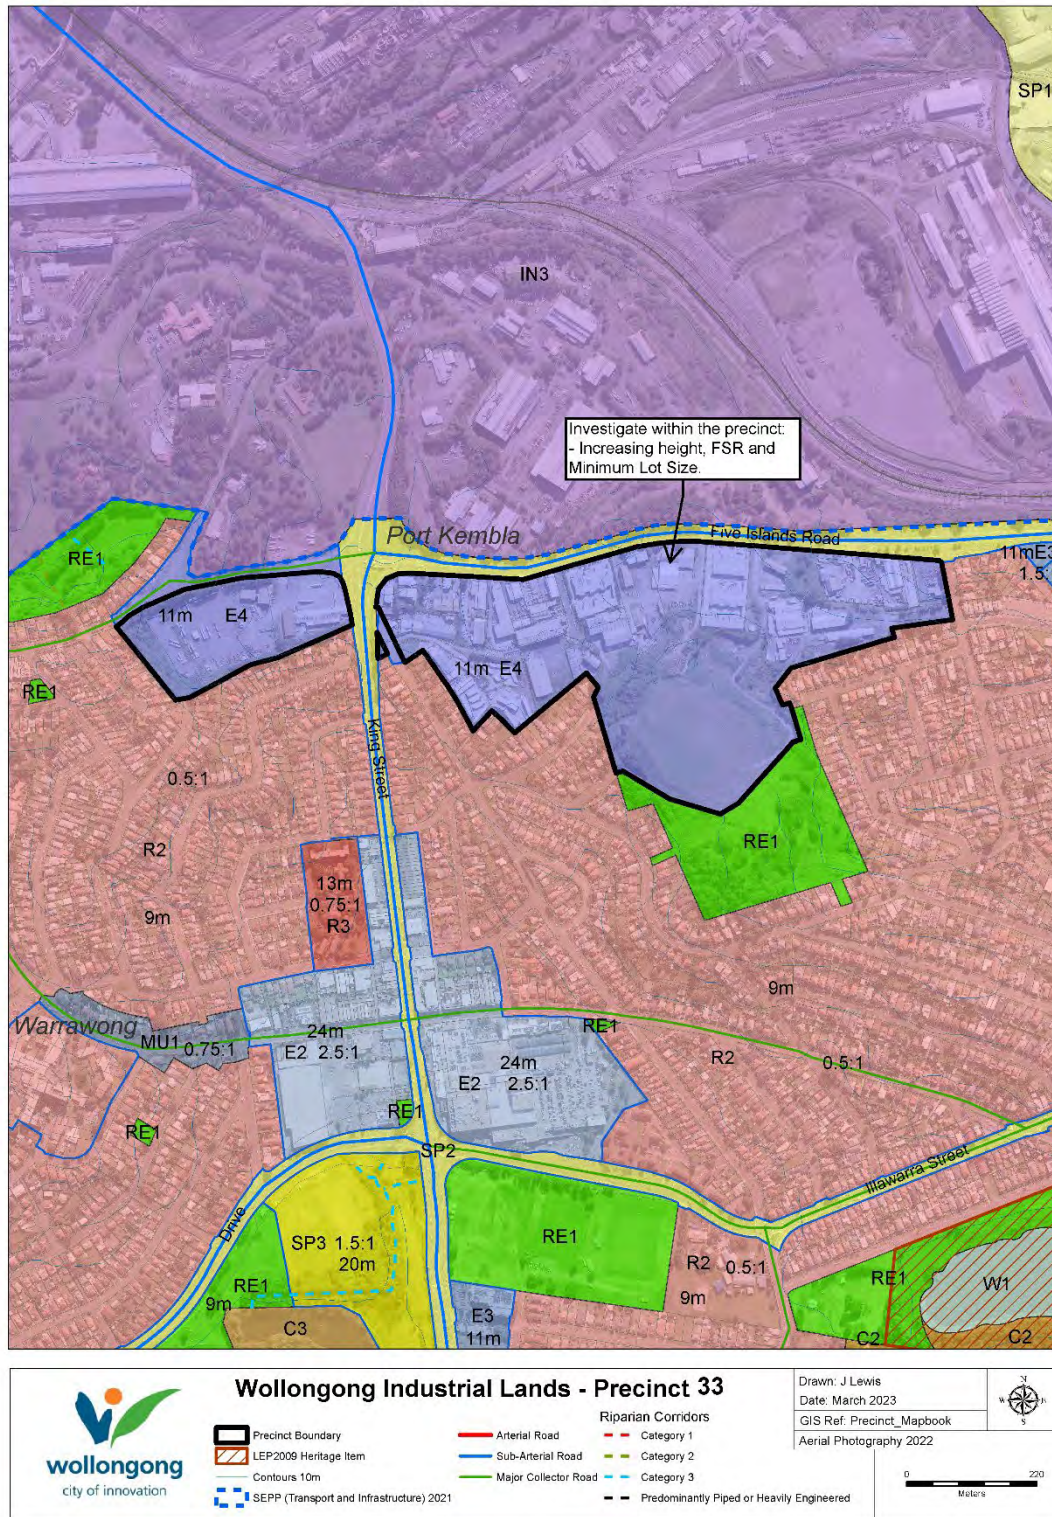 SP1
IN3
Investigate within the precinct:
- Increasing height, FSR and
Minimum Lot Size.
Port Kembla
Five Islands Road
RE1
11mE3
1.5:
11m E4
11m E4
RE1
King Street
0.5:1
RE1
R2
13m
0.75:1
R3
9m
9m
Warrawong
MU1 0.75:1
24m
E2 2.5:1
RE1
24m
E2 2.5:1
R2
0.5:1
RE1
RE1
SP2
Illawarra Street
Drive
SP3 1.5:1
20m
RE1
R2 0.5:1
RE1
W1
RE1
9m
9m
E3
11m
C3
C2
C2
wollongong
city of innovation
Wollongong Industrial Lands - Precinct 33
Precinct Boundary
LEP2009 Heritage Item
Contours 10m
SEPP (Transport and Infrastructure) 2021
Arterial Road
Sub-Arterial Road
Major Collector Road
Riparian Corridors
Category 1
Category 2
Category 3
Predominantly Piped or Heavily Engineered
Drawn: J Lewis
Date: March 2023
GIS Ref: Precinct_Mapbook
Aerial Photography 2022
N
W E
S
0 220
Meters